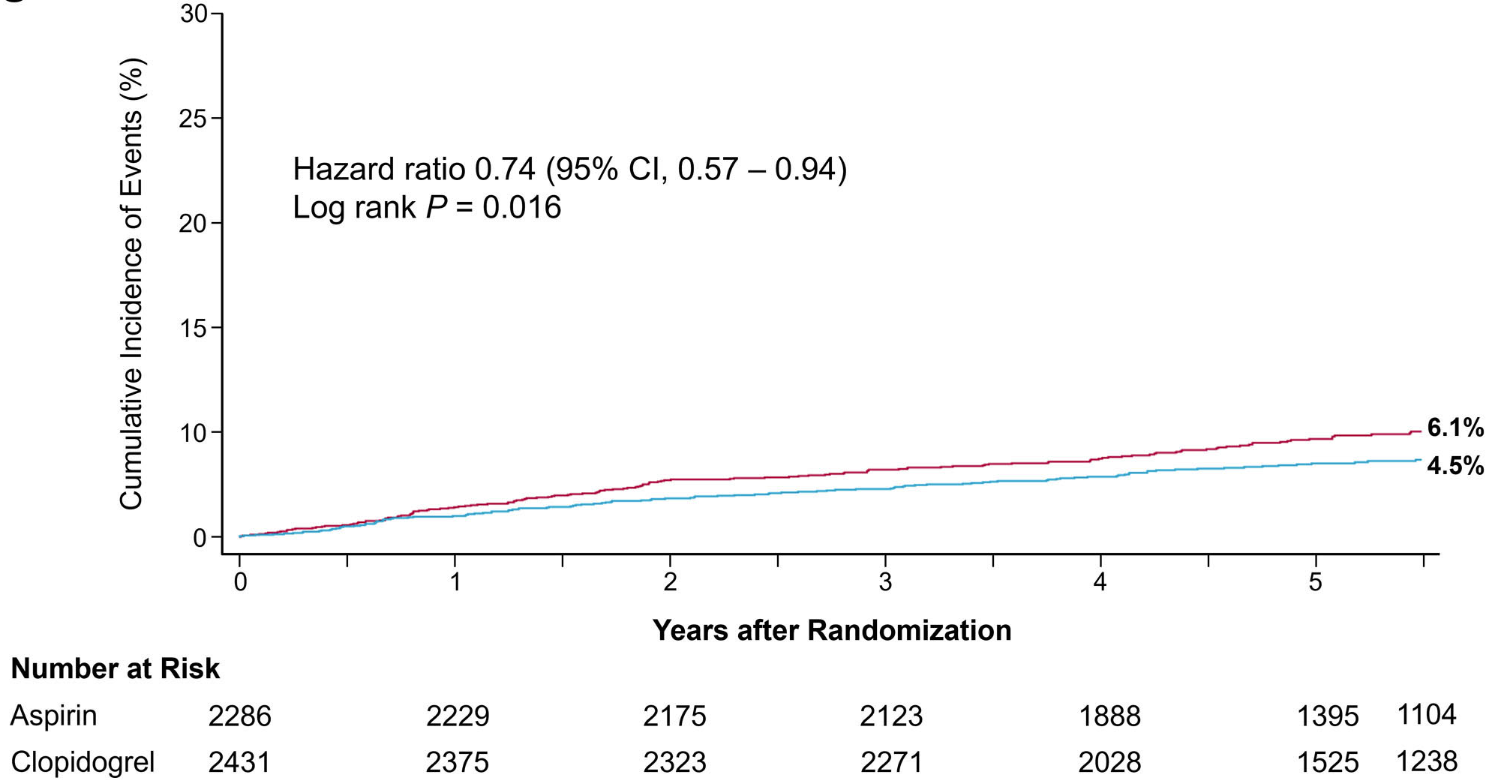 30
25
Hazard ratio 0.74 (95% CI, 0.57 – 0.94)
Log rank P = 0.016
20
15
10
0
Cumulative Incidence of Events (%)
6.1%
4.5%
0 1 2 3 4 5
Years after Randomization
Number at Risk
Aspirin 2286 2229 2175 2123 1888 1395 1104
Clopidogrel 2431 2375 2323 2271 2028 1525 1238